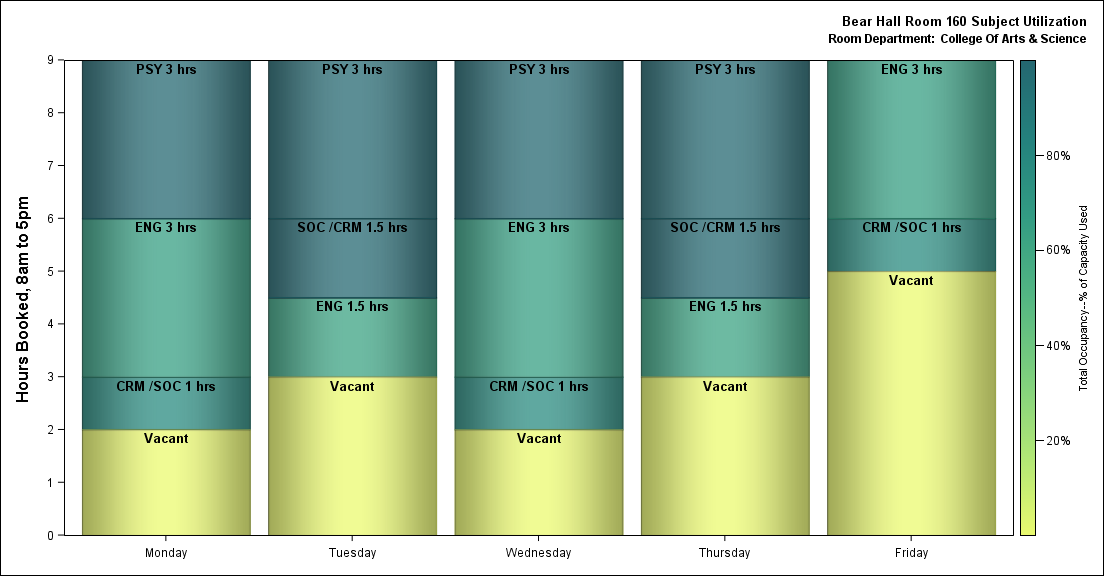 Bear Hall Room 160 Subject Utilization
Room Department: College Of Arts & Science
Hours Booked, 8am to 5pm
9
8
7
6
5
4
3
2
1
0
PSY 3 hrs
ENG 3 hrs
CRM /SOC 1 hrs
Vacant
PSY 3 hrs
SOC /CRM 1.5 hrs
ENG 1.5 hrs
Vacant
PSY 3 hrs
ENG 3 hrs
CRM /SOC 1 hrs
Vacant
PSY 3 hrs
SOC /CRM 1.5 hrs
ENG 1.5 hrs
Vacant
ENG 3 hrs
CRM /SOC 1 hrs
Vacant
Monday
Tuesday
Wednesday
Thursday
Friday
80%
60%
40%
20%
Total Occupancy--% of Capacity Used